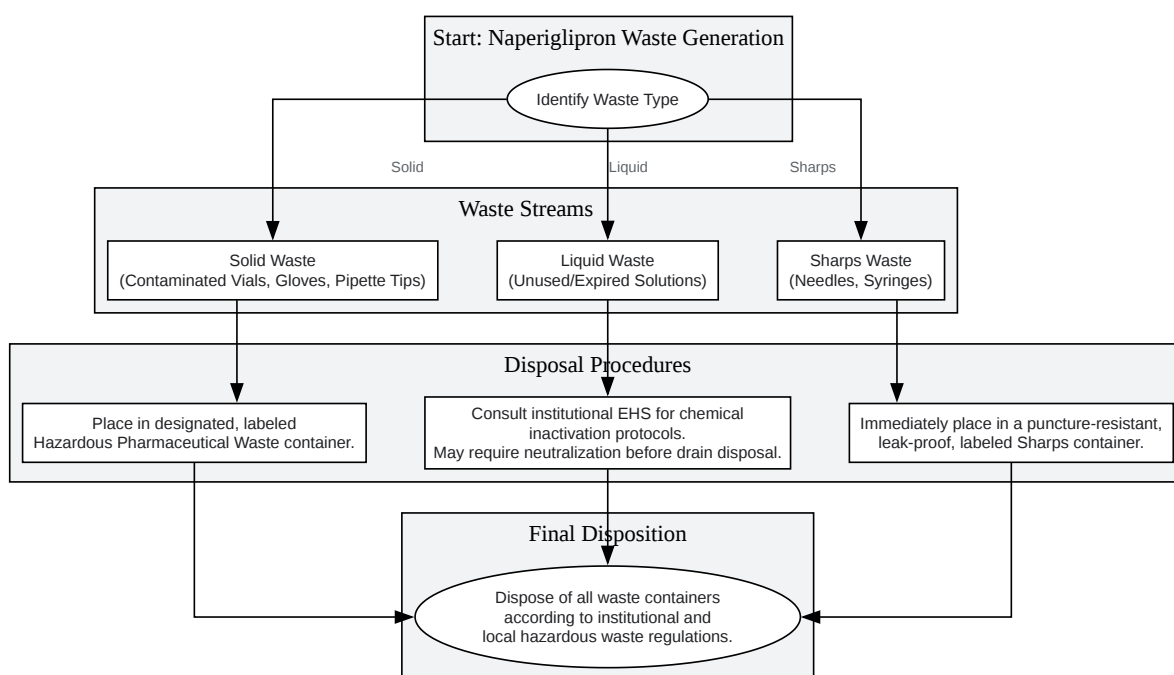 Start: Naperiglipron Waste Generation
Identify Waste Type
Solid
Liquid
Sharps
Waste Streams
Solid Waste
(Contaminated Vials, Gloves, Pipette Tips)
Liquid Waste
(Unused/Expired Solutions)
Sharps Waste
(Needles, Syringes)
Disposal Procedures
Place in designated, labeled
Hazardous Pharmaceutical Waste container.
Consult institutional EHS for chemical
inactivation protocols.
May require neutralization before drain disposal.
Immediately place in a puncture-resistant,
leak-proof, labeled Sharps container.
Final Disposition
Dispose of all waste containers
according to institutional and
local hazardous waste regulations.